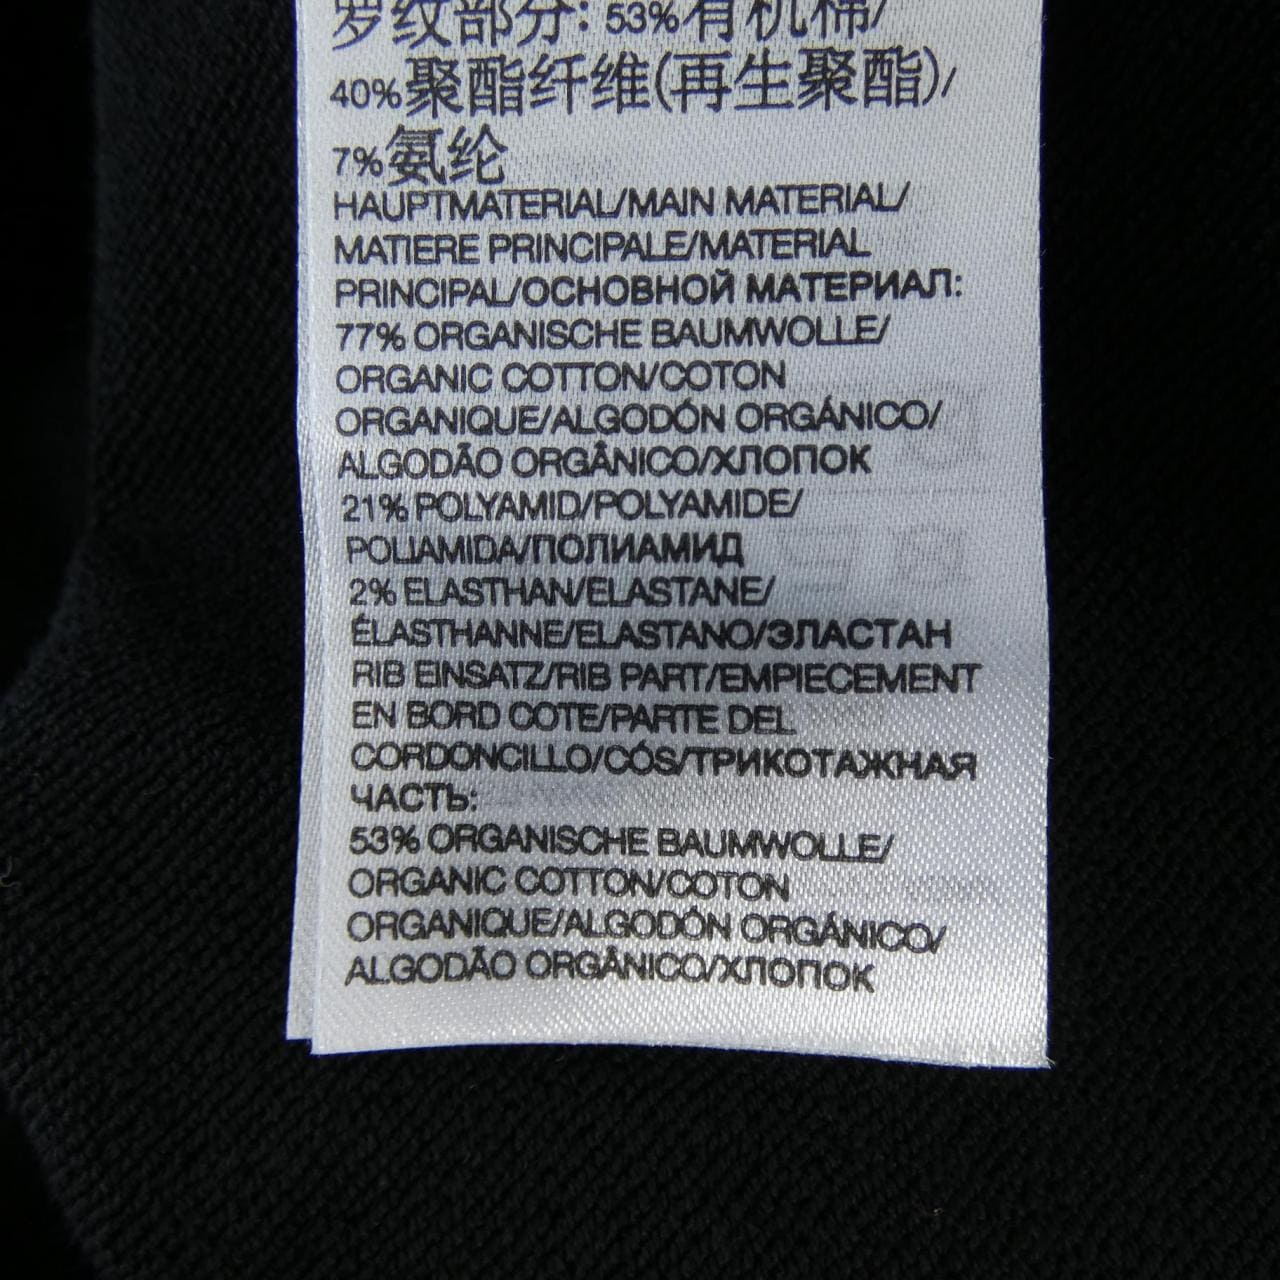 罗纹部分: 53%有机棉/
40%聚酯纤维(再生聚酯)/
7%氨纶
HAUPTMATERIAL/MAIN MATERIAL/
MATIERE PRINCIPALE/MATERIAL
PRINCIPAL/ОСНОВНОЙ МАТЕРИАЛ:
77% ORGANISCHE BAUMWOLLE/
ORGANIC COTTON/COTON
ORGANIQUE/ALGODÓN ORGÁNICO/
ALGODÃO ORGÂNICO/ХЛОПОК
21% POLYAMID/POLYAMIDE/
POLIAMIDA/ПОЛИАМИД
2% ELASTHAN/ELASTANE/
ÉLASTHANNE/ELASTANO/ЭЛАСТАН
RIB EINSATZ/RIB PART/EMPIECEMENT
EN BORD COTE/PARTE DEL
CORDONCILLO/CÓS/ТРИКОТАЖНАЯ
ЧАСТЬ:
53% ORGANISCHE BAUMWOLLE/
ORGANIC COTTON/COTON
ORGANIQUE/ALGODÓN ORGÁNICO/
ALGODÃO ORGÂNICO/ХЛОПОК